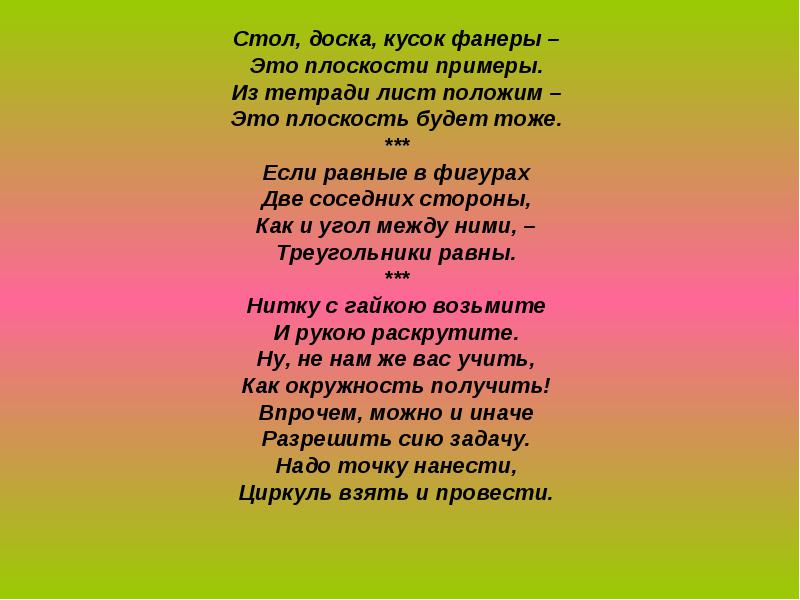 Стол, доска, кусок фанеры –
Это плоскости примеры.
Из тетради лист положим –
Это плоскость будет тоже.
***
Если равные в фигурах
Две соседних стороны,
Как и угол между ними, –
Треугольники равны.
***
Нитку с гайкою возьмите
И рукою раскрутите.
Ну, не нам же вас учить,
Как окружность получить!
Впрочем, можно и иначе
Разрешить сию задачу.
Надо точку нанести,
Циркуль взять и провести.